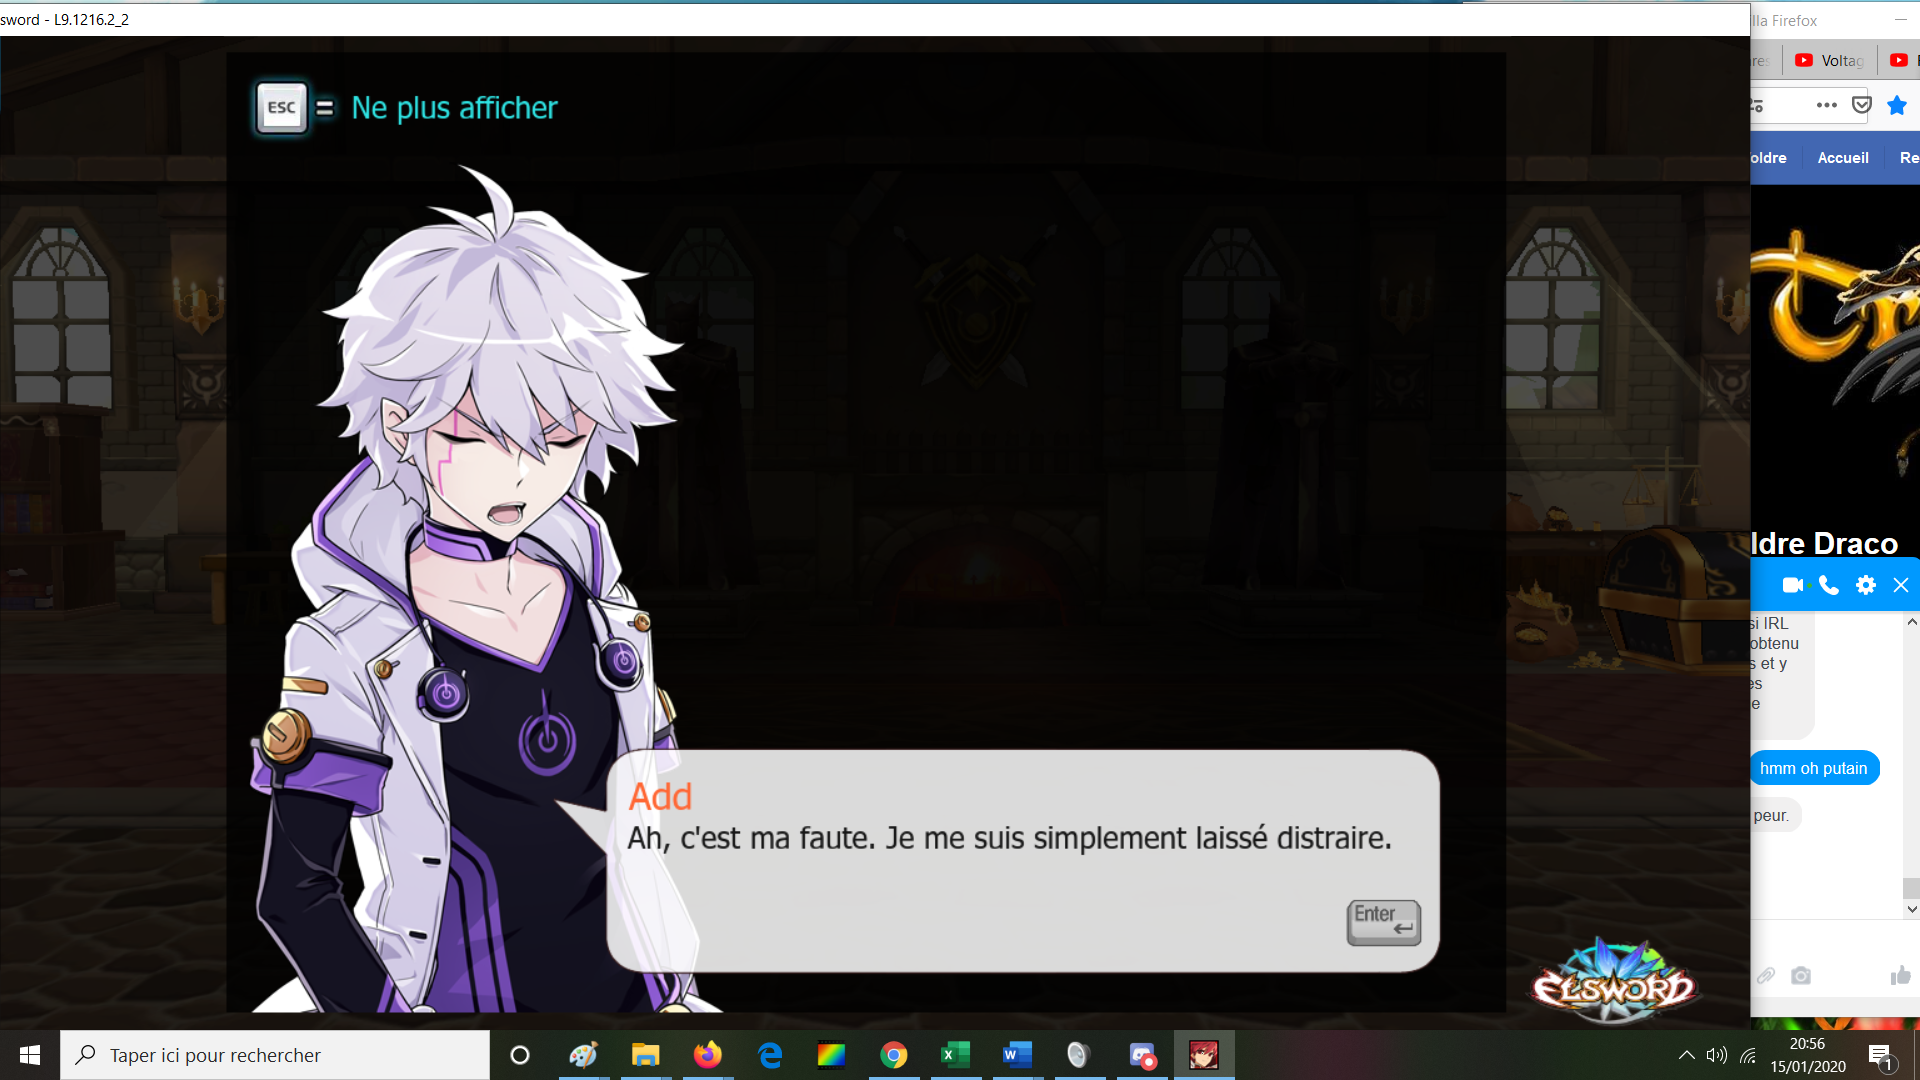 sword - L9.1216.2_2
lla Firefox
Voltag
ESC = Ne plus afficher
oldre Accueil Re
ldre Draco
si IRL
obtenu
s et y
es
e
hmm oh putain
peur.
Add
Ah, c'est ma faute. Je me suis simplement laissé distraire.
Enter
ELSWORD
Taper ici pour rechercher
20:56
15/01/2020
1